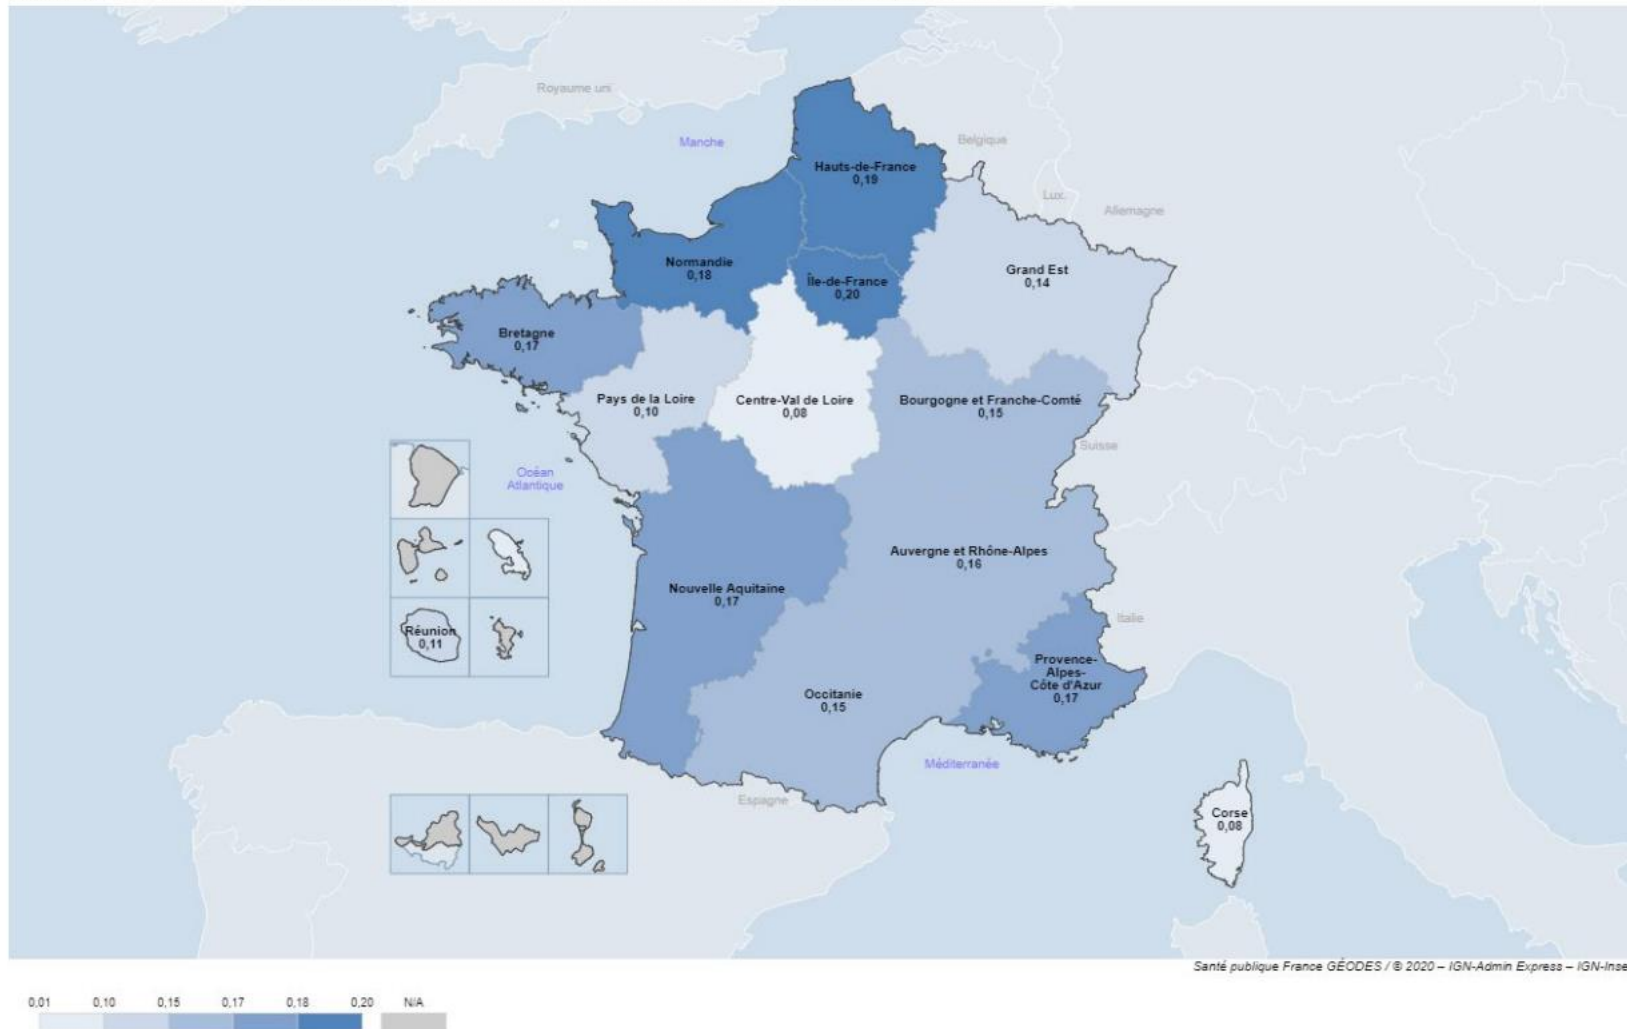 Royaume uni
Manche
Belgique
Hauts-de-France
0,19
Lux.
Allemagne
Normandie
0,18
Île-de-France
0,20
Grand Est
0,14
Bretagne
0,17
Pays de la Loire
0,10
Centre-Val de Loire
0,08
Bourgogne et Franche-Comté
0,15
Suisse
Océan
Atlantique
Auvergne et Rhône-Alpes
0,16
Nouvelle Aquitaine
0,17
Italie
Réunion
0,11
Provence-
Alpes-
Côte d'Azur
0,17
Occitanie
0,15
Méditerranée
Espagne
Corse
0,08
Santé publique France GÉODES / © 2020 – IGN-Admin Express – IGN-Inse
0,01 0,10 0,15 0,17 0,18 0,20 N/A